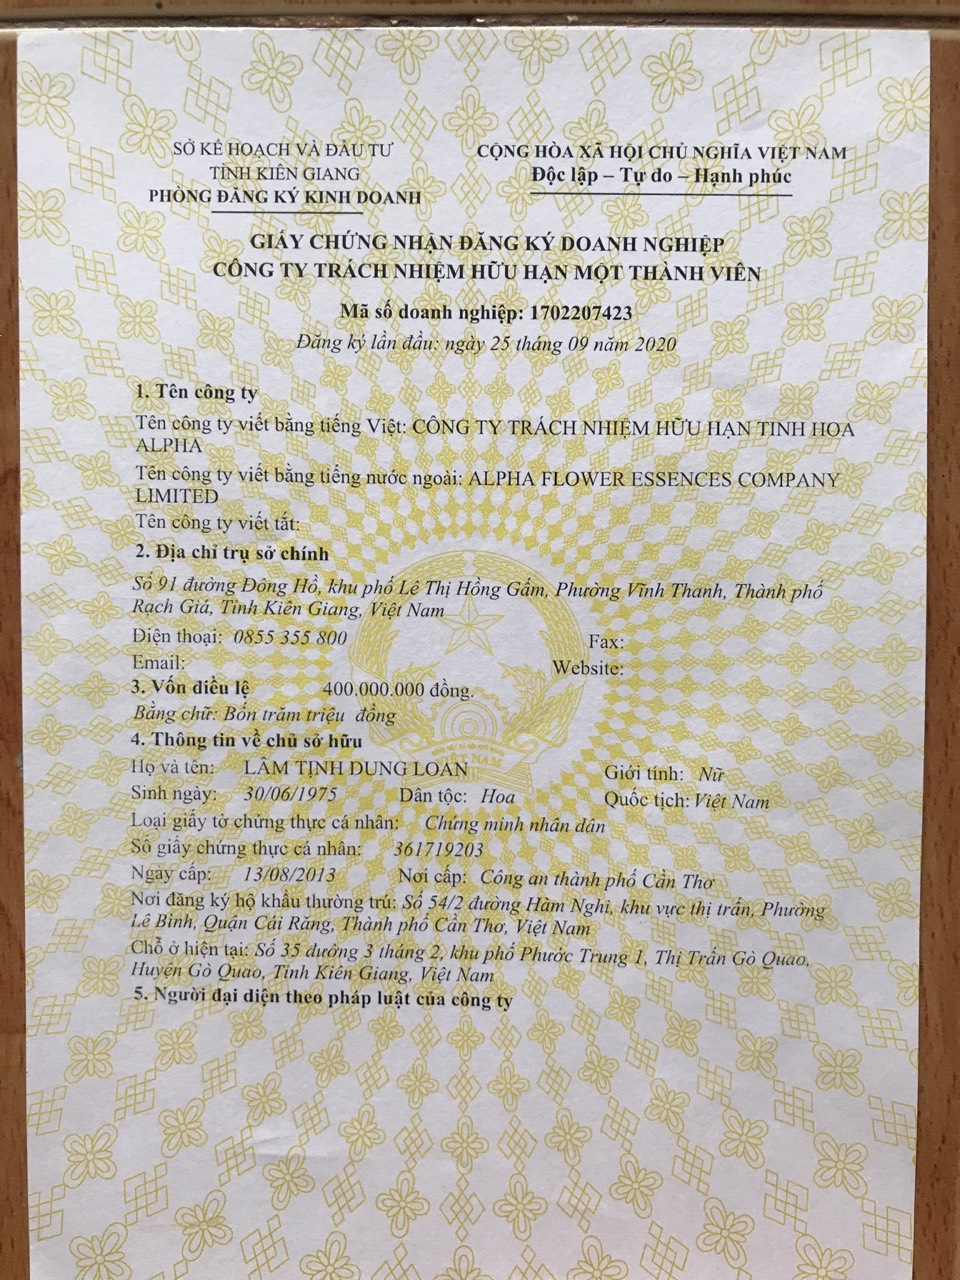 SỞ KẾ HOẠCH VÀ ĐẦU TƯ
TỈNH KIÊN GIANG
PHÒNG ĐĂNG KÝ KINH DOANH
CỘNG HÒA XÃ HỘI CHỦ NGHĨA VIỆT NAM
Độc lập – Tự do – Hạnh phúc
GIẤY CHỨNG NHẬN ĐĂNG KÝ DOANH NGHIỆP
CÔNG TY TRÁCH NHIỆM HỮU HẠN MỘT THÀNH VIÊN
Mã số doanh nghiệp: 1702207423
Đăng ký lần đầu: ngày 25 tháng 09 năm 2020
1. Tên công ty
Tên công ty viết bằng tiếng Việt: CÔNG TY TRÁCH NHIỆM HỮU HẠN TINH HOA
ALPHA
Tên công ty viết bằng tiếng nước ngoài: ALPHA FLOWER ESSENCES COMPANY
LIMITED
Tên công ty viết tắt:
2. Địa chỉ trụ sở chính
Số 91 đường Đông Hồ, khu phố Lê Thị Hồng Gấm, Phường Vĩnh Thanh, Thành phố
Rạch Giá, Tỉnh Kiên Giang, Việt Nam
Điện thoại: 0855 355 800 Fax:
Email: Website:
3. Vốn điều lệ 400.000.000 đồng.
Bằng chữ: Bốn trăm triệu đồng
4. Thông tin về chủ sở hữu
Họ và tên: LÂM TỊNH DUNG LOAN Giới tính: Nữ
Sinh ngày: 30/06/1975 Dân tộc: Hoa Quốc tịch: Việt Nam
Loại giấy tờ chứng thực cá nhân: Chứng minh nhân dân
Số giấy chứng thực cá nhân: 361719203
Ngày cấp: 13/08/2013 Nơi cấp: Công an thành phố Cần Thơ
Nơi đăng ký hộ khẩu thường trú: Số 54/2 đường Hàm Nghi, khu vực thị trấn, Phường
Lê Bình, Quận Cái Răng, Thành phố Cần Thơ, Việt Nam
Chỗ ở hiện tại: Số 35 đường 3 tháng 2, khu phố Phước Trung 1, Thị Trấn Gò Quao,
Huyện Gò Quao, Tỉnh Kiên Giang, Việt Nam
5. Người đại diện theo pháp luật của công ty